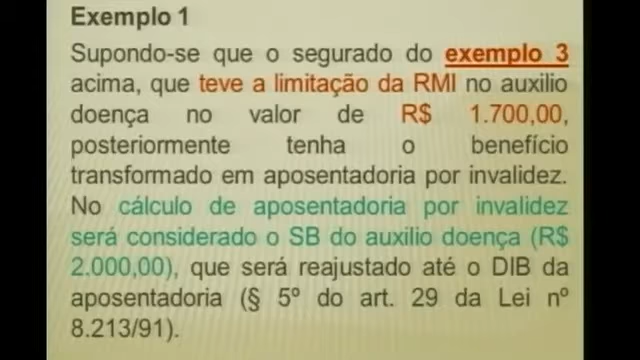 Exemplo 1
Supondo-se que o segurado do exemplo 3
acima, que teve a limitação da RMI no auxilio
doença no valor de R$ 1.700,00,
posteriormente tenha o benefício
transformado em aposentadoria por invalidez.
No cálculo de aposentadoria por invalidez
será considerado o SB do auxilio doença (R$
2.000,00), que será reajustado até o DIB da
aposentadoria (§ 5º do art. 29 da Lei nº
8.213/91).